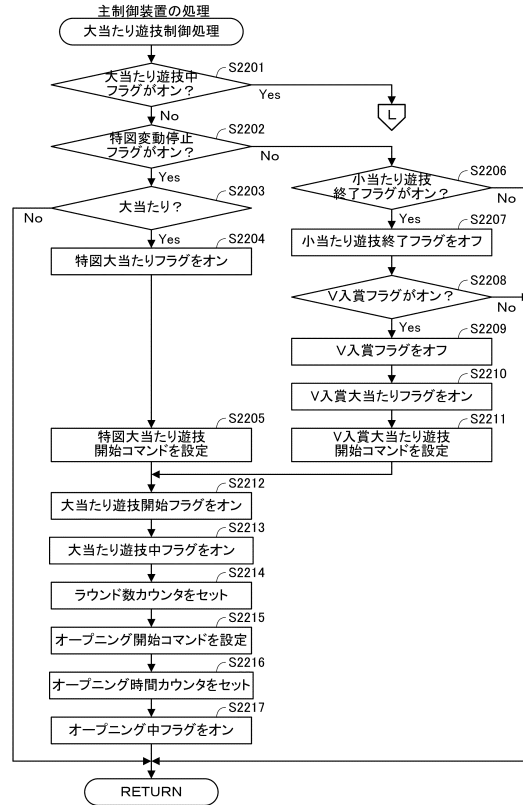 主制御装置の処理
大当たり遊技制御処理
S2201
大当たり遊技中
フラグがオン？
Yes
L
No
S2202
特図変動停止
フラグがオン？
No
Yes
S2206
小当たり遊技
終了フラグがオン？
No
Yes
S2203
大当たり？
No
Yes
S2207
小当たり遊技終了フラグをオフ
S2204
特図大当たりフラグをオン
S2208
V入賞フラグがオン？
No
Yes
S2209
V入賞フラグをオフ
S2210
V入賞大当たりフラグをオン
S2205
特図大当たり遊技
開始コマンドを設定
S2211
V入賞大当たり遊技
開始コマンドを設定
S2212
大当たり遊技開始フラグをオン
S2213
大当たり遊技中フラグをオン
S2214
ラウンド数カウンタをセット
S2215
オープニング開始コマンドを設定
S2216
オープニング時間カウンタをセット
S2217
オープニング中フラグをオン
RETURN